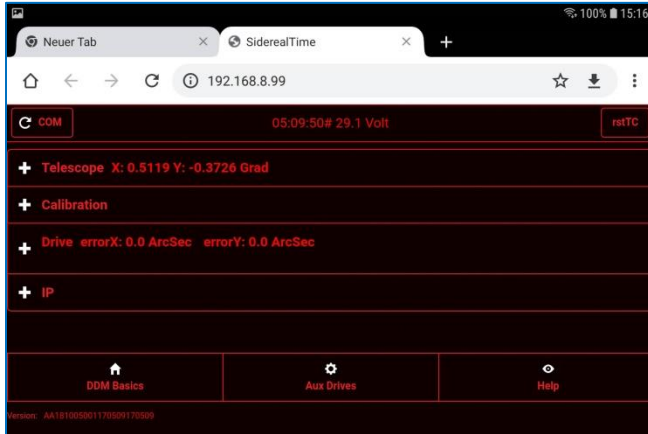 100% 15:16
Neuer Tab SiderealTime
192.168.8.99
COM 05:09:50# 29.1 Volt rstTC
Telescope X: 0.5119 Y: -0.3726 Grad
Calibration
Drive errorX: 0.0 ArcSec errorY: 0.0 ArcSec
IP
DDM Basics Aux Drives Help
Version: AA181005001170509170509